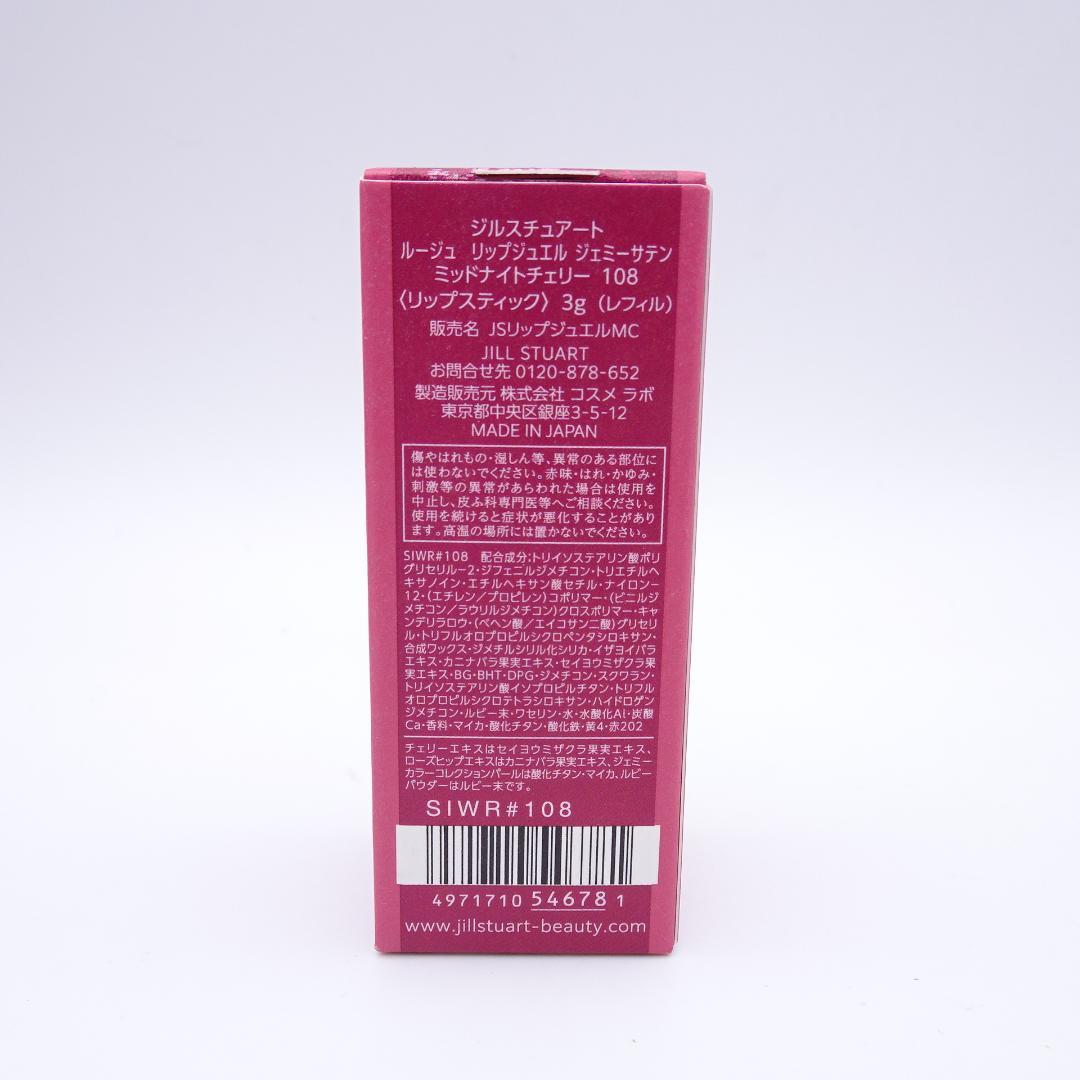 ジルスチュアート
ルージュ リップジュエル ジェミーサテン
ミッドナイトチェリー 108
〈リップスティック〉 3g (レフィル)
販売名 JSリップジュエルMC
JILL STUART
お問合せ先 0120-878-652
製造販売元 株式会社 コスメ ラボ
東京都中央区銀座3-5-12
MADE IN JAPAN
傷やはれもの・湿しん等、異常のある部位に
は使わないでください。赤味・はれ・かゆみ・
刺激等の異常があらわれた場合は使用を
中止し、皮ふ科専門医等へご相談ください。
使用を続けると症状が悪化することがあり
ます。高温の場所には置かないでください。
SIWR#108 配合成分;トリイソステアリン酸ポリ
グリセリル−2・ジフェニルジメチコン・トリエチルヘ
キサノイン・エチルヘキサン酸セチル・ナイロン−
12・(エチレン/プロピレン)コポリマー・(ビニルジ
メチコン/ラウリルジメチコン)クロスポリマー・キャ
ンデリラロウ・(ベヘン酸/エイコサン二酸)グリセリ
ル・トリフルオロプロピルシクロペンタシロキサン・
合成ワックス・ジメチルシリル化シリカ・イザヨイバラ
エキス・カニナバラ果実エキス・セイヨウミザクラ果
実エキス・BG・BHT・DPG・ジメチコン・スクワラン・
トリイソステアリン酸イソプロピルチタン・トリフル
オロプロピルシクロテトラシロキサン・ハイドロゲン
ジメチコン・ルビー末・ワセリン・水・水酸化Al・炭酸
Ca・香料・マイカ・酸化チタン・酸化鉄・黄4・赤202
チェリーエキスはセイヨウミザクラ果実エキス、
ローズヒップエキスはカニナバラ果実エキス、ジェミー
カラーコレクションパールは酸化チタン・マイカ、ルビー
パウダーはルビー末です。
SIWR#108
4971710 54678 1
www.jillstuart-beauty.com